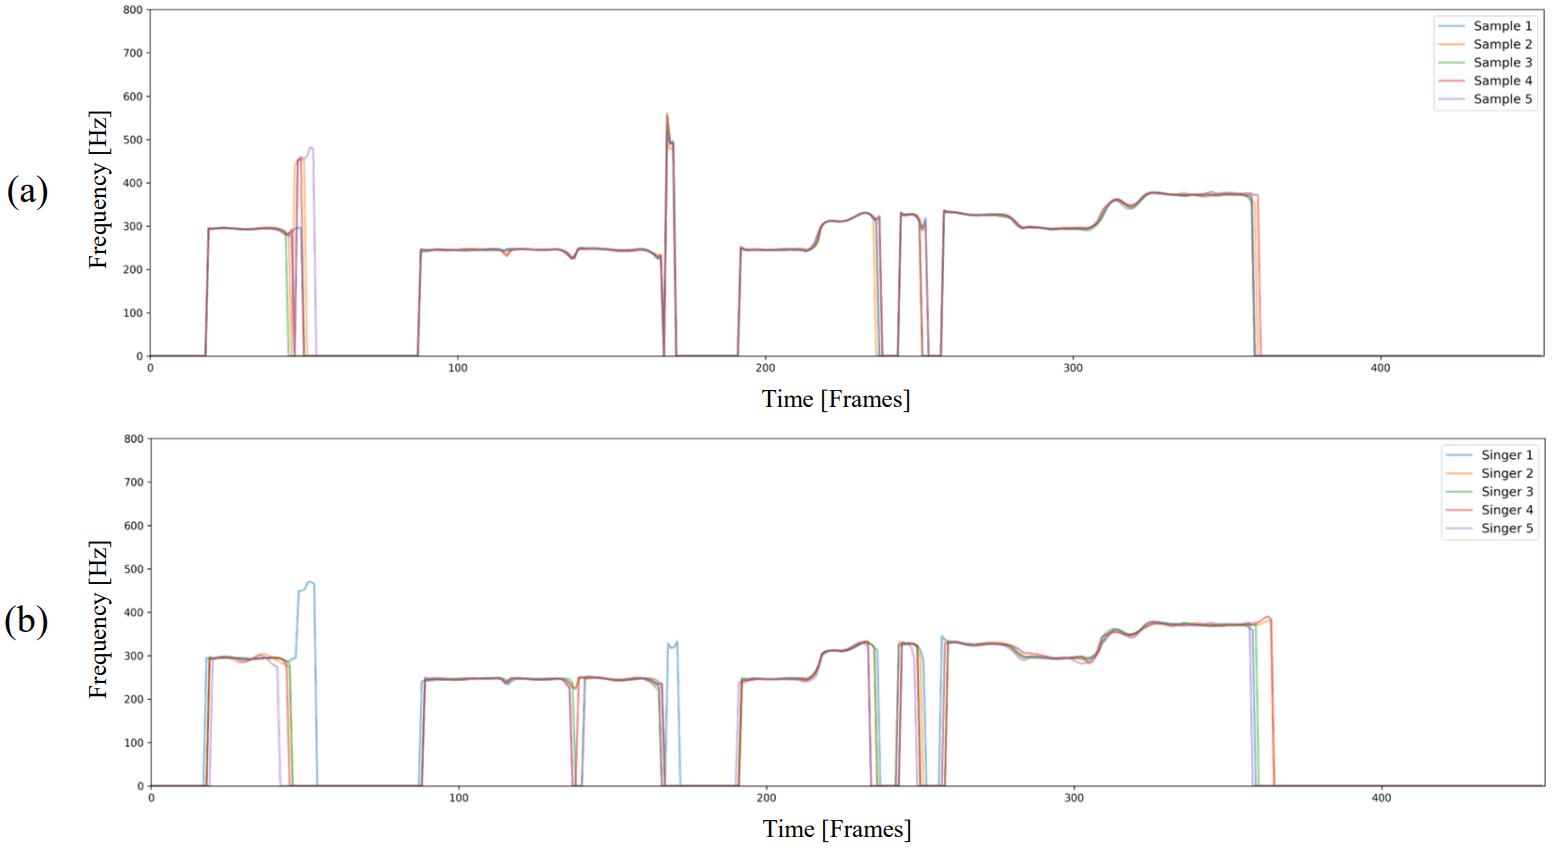 (a)
Frequency [Hz]
800
700
600
500
400
300
200
100
0
0 100 200 300 400
Time [Frames]
Sample 1
Sample 2
Sample 3
Sample 4
Sample 5
(b)
Frequency [Hz]
800
700
600
500
400
300
200
100
0
0 100 200 300 400
Time [Frames]
Singer 1
Singer 2
Singer 3
Singer 4
Singer 5